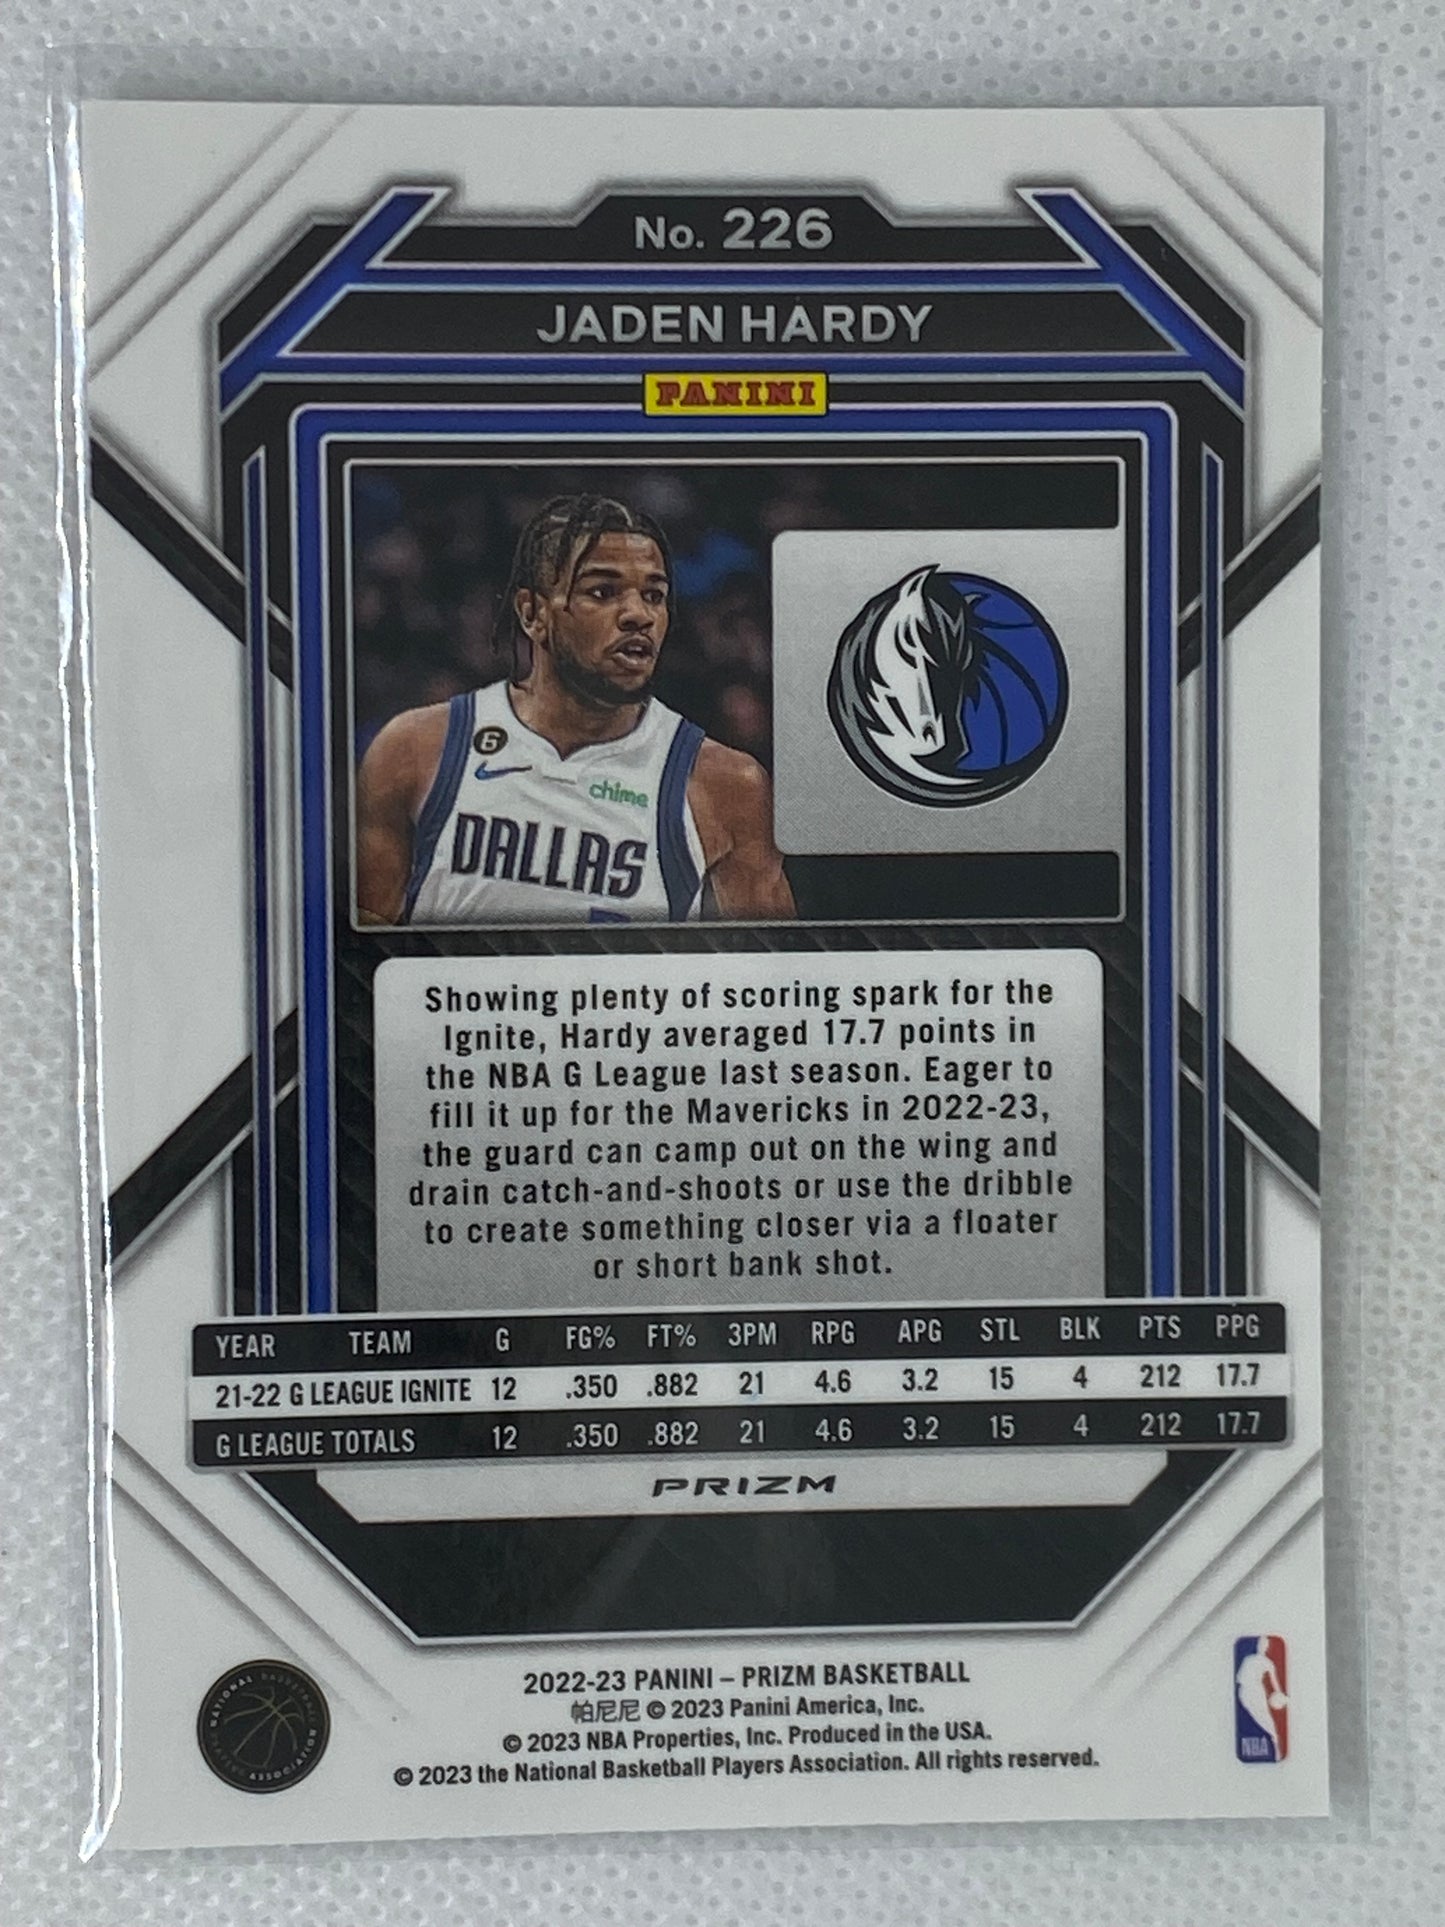 No. 226
JADEN HARDY
PANINI
6
chime
DALLAS
Showing plenty of scoring spark for the
Ignite, Hardy averaged 17.7 points in
the NBA G League last season. Eager to
fill it up for the Mavericks in 2022-23,
the guard can camp out on the wing and
drain catch-and-shoots or use the dribble
to create something closer via a floater
or short bank shot.
YEAR TEAM G FG% FT% 3PM RPG APG STL BLK PTS PPG
21-22 G LEAGUE IGNITE 12 .350 .882 21 4.6 3.2 15 4 212 17.7
G LEAGUE TOTALS 12 .350 .882 21 4.6 3.2 15 4 212 17.7
PRIZM
2022-23 PANINI – PRIZM BASKETBALL
帕尼尼 © 2023 Panini America, Inc.
© 2023 NBA Properties, Inc. Produced in the USA.
© 2023 the National Basketball Players Association. All rights reserved.
NATIONAL BASKETBALL PLAYERS ASSOCIATION
NBA